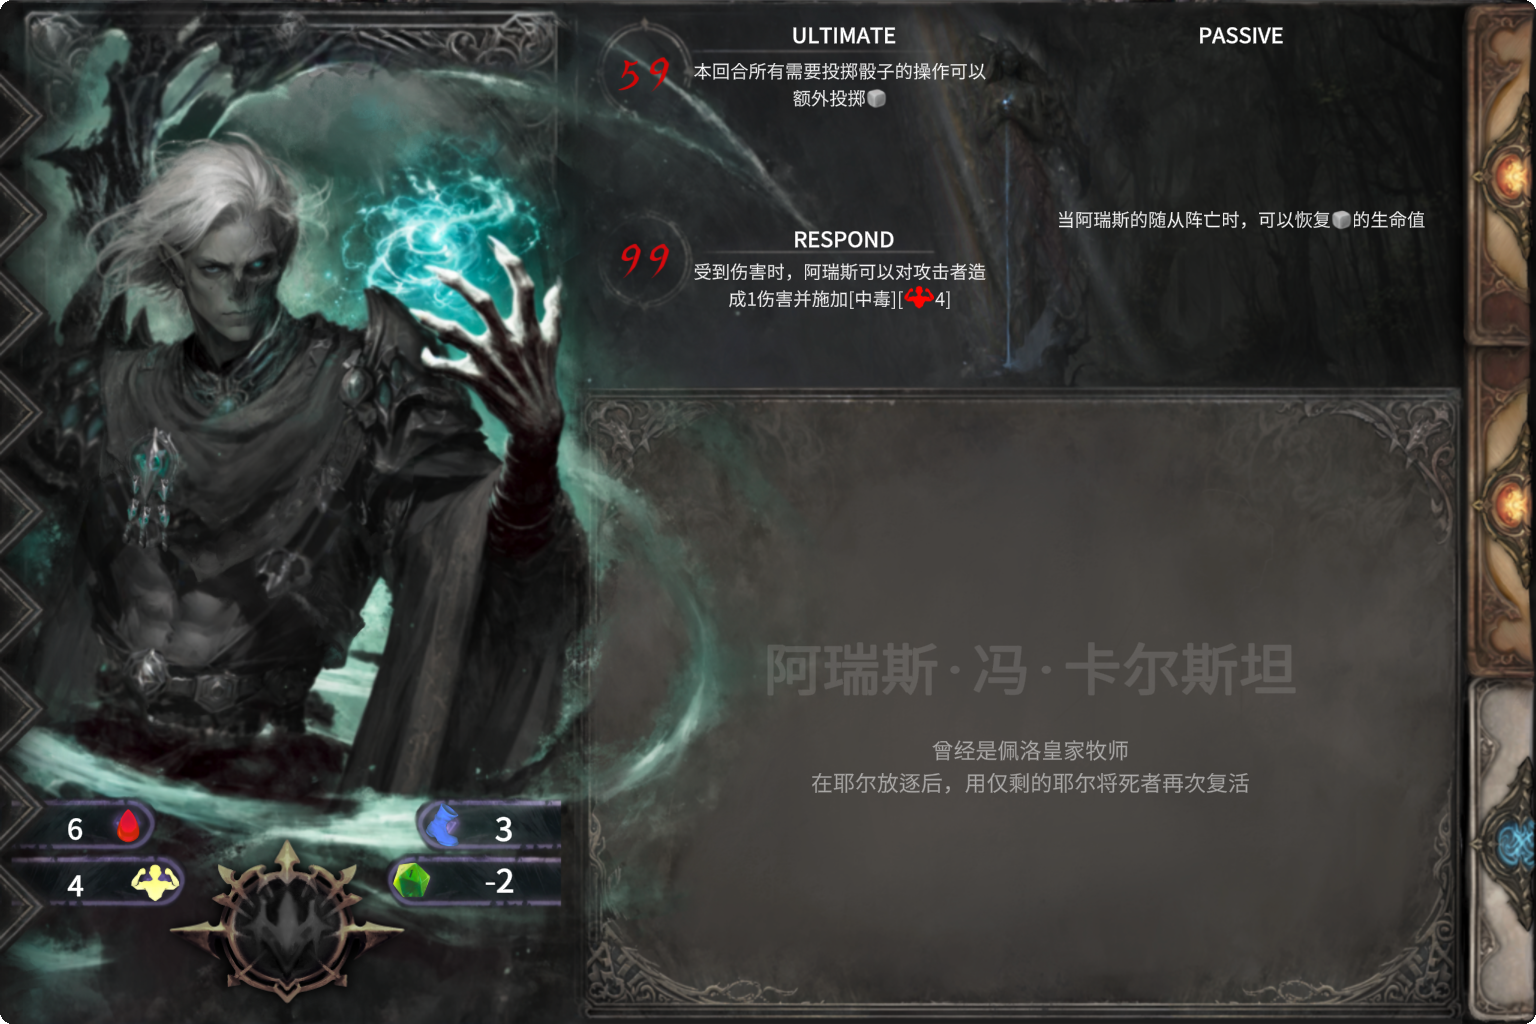 ULTIMATE
59
本回合所有需要投掷骰子的操作可以
额外投掷
PASSIVE
当阿瑞斯的随从阵亡时，可以恢复的生命值
RESPOND
99
受到伤害时，阿瑞斯可以对攻击者造
成1伤害并施加[中毒][4]
阿瑞斯·冯·卡尔斯坦
曾经是佩洛皇家牧师
在耶尔放逐后，用仅剩的耶尔将死者再次复活
6
3
4
-2